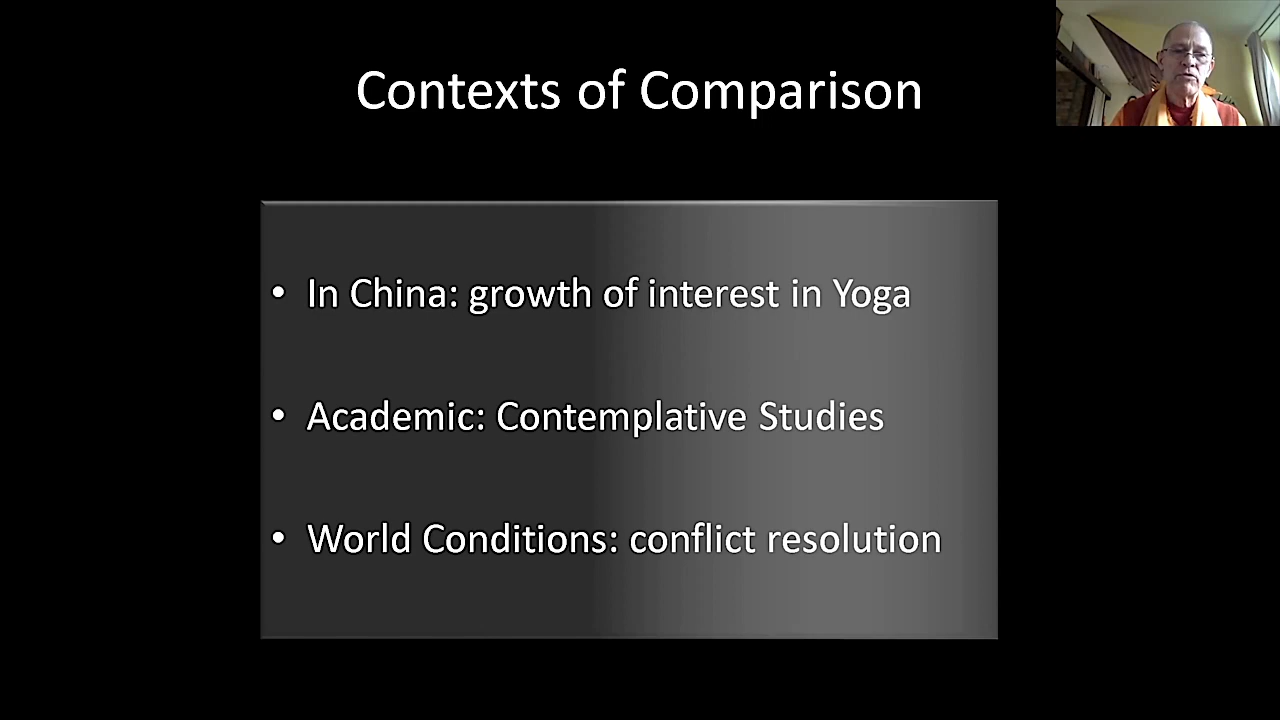 Contexts of Comparison
• In China: growth of interest in Yoga
• Academic: Contemplative Studies
• World Conditions: conflict resolution